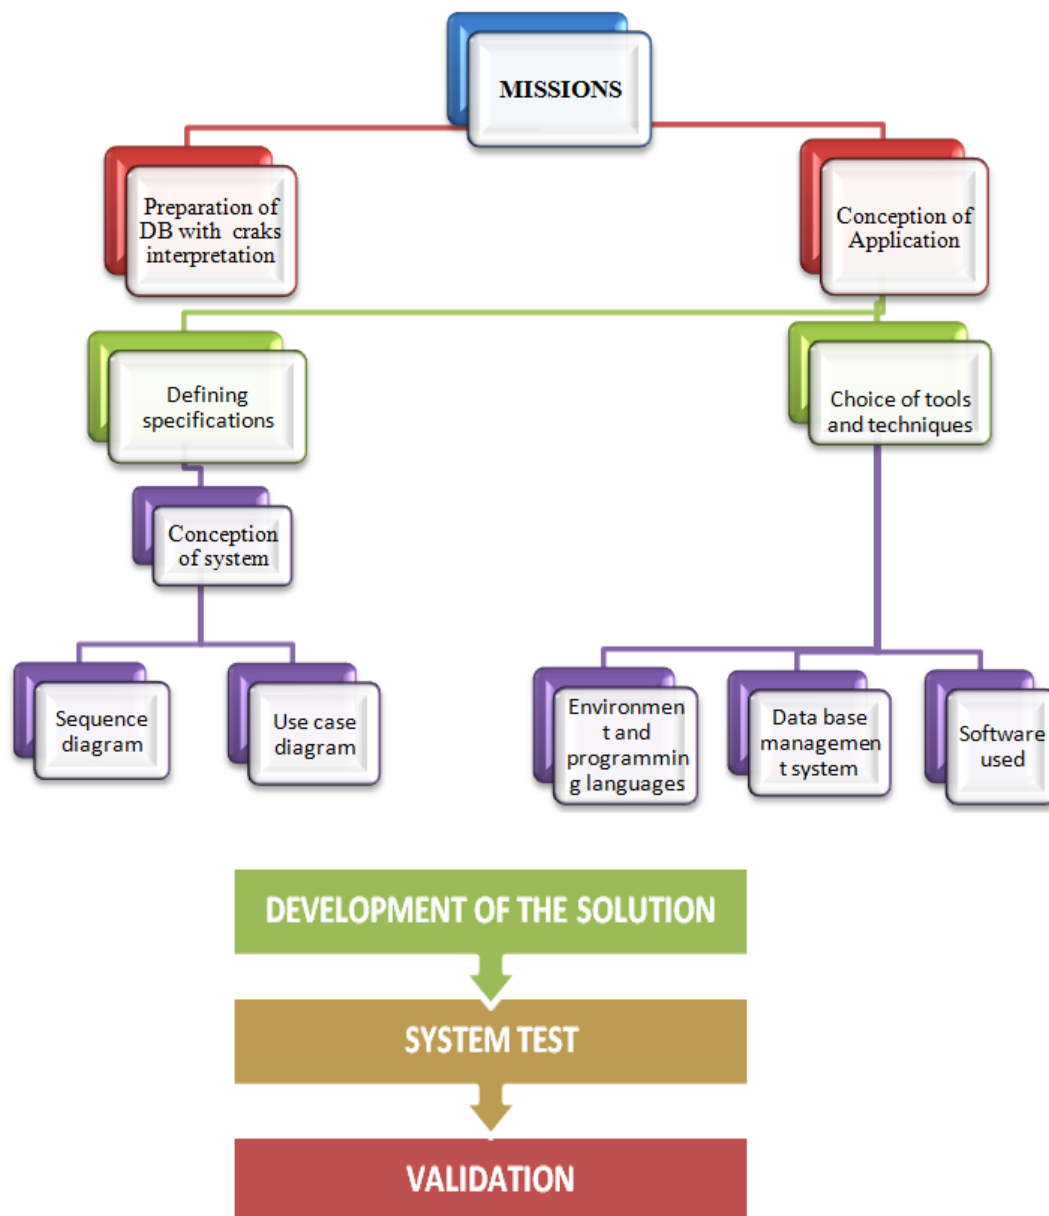 MISSIONS
Preparation of
DB with craks
interpretation
Conception of
Application
Defining
specifications
Choice of tools
and techniques
Conception
of system
Sequence
diagram
Use case
diagram
Environmen
t and
programmin
g languages
Data base
managemen
t system
Software
used
DEVELOPMENT OF THE SOLUTION
SYSTEM TEST
VALIDATION